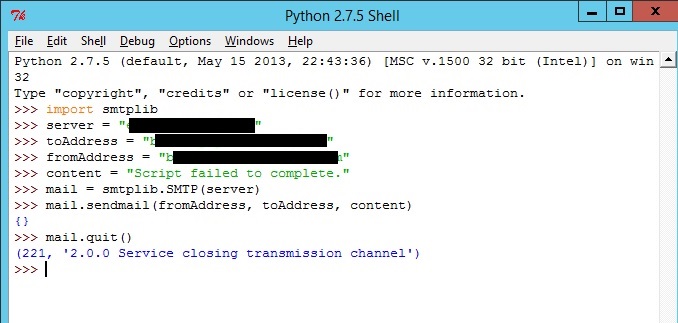 Python 2.7.5 Shell
File Edit Shell Debug Options Windows Help
Python 2.7.5 (default, May 15 2013, 22:43:36) [MSC v.1500 32 bit (Intel)] on win
32
Type "copyright", "credits" or "license()" for more information.
>>> import smtplib
>>> server = ""
>>> toAddress = "b"
>>> fromAddress = "b"
>>> content = "Script failed to complete."
>>> mail = smtplib.SMTP(server)
>>> mail.sendmail(fromAddress, toAddress, content)
{}
>>> mail.quit()
(221, '2.0.0 Service closing transmission channel')
>>>